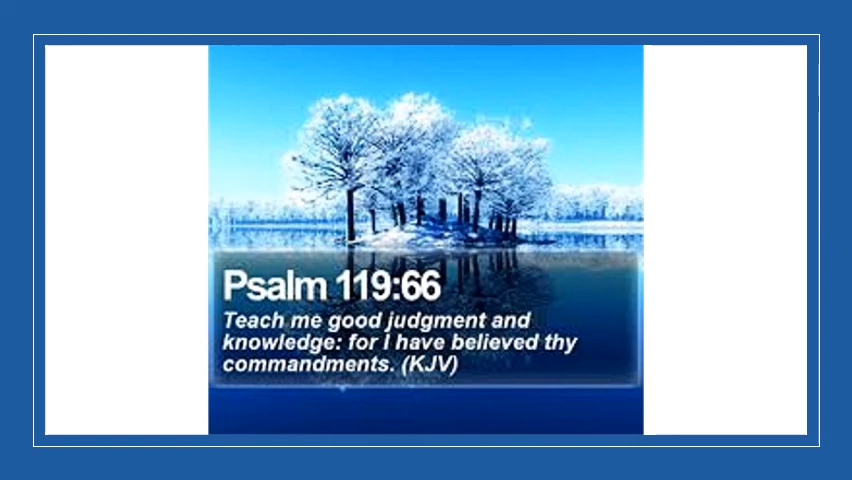 Psalm 119:66
Teach me good judgment and
knowledge: for I have believed thy
commandments. (KJV)